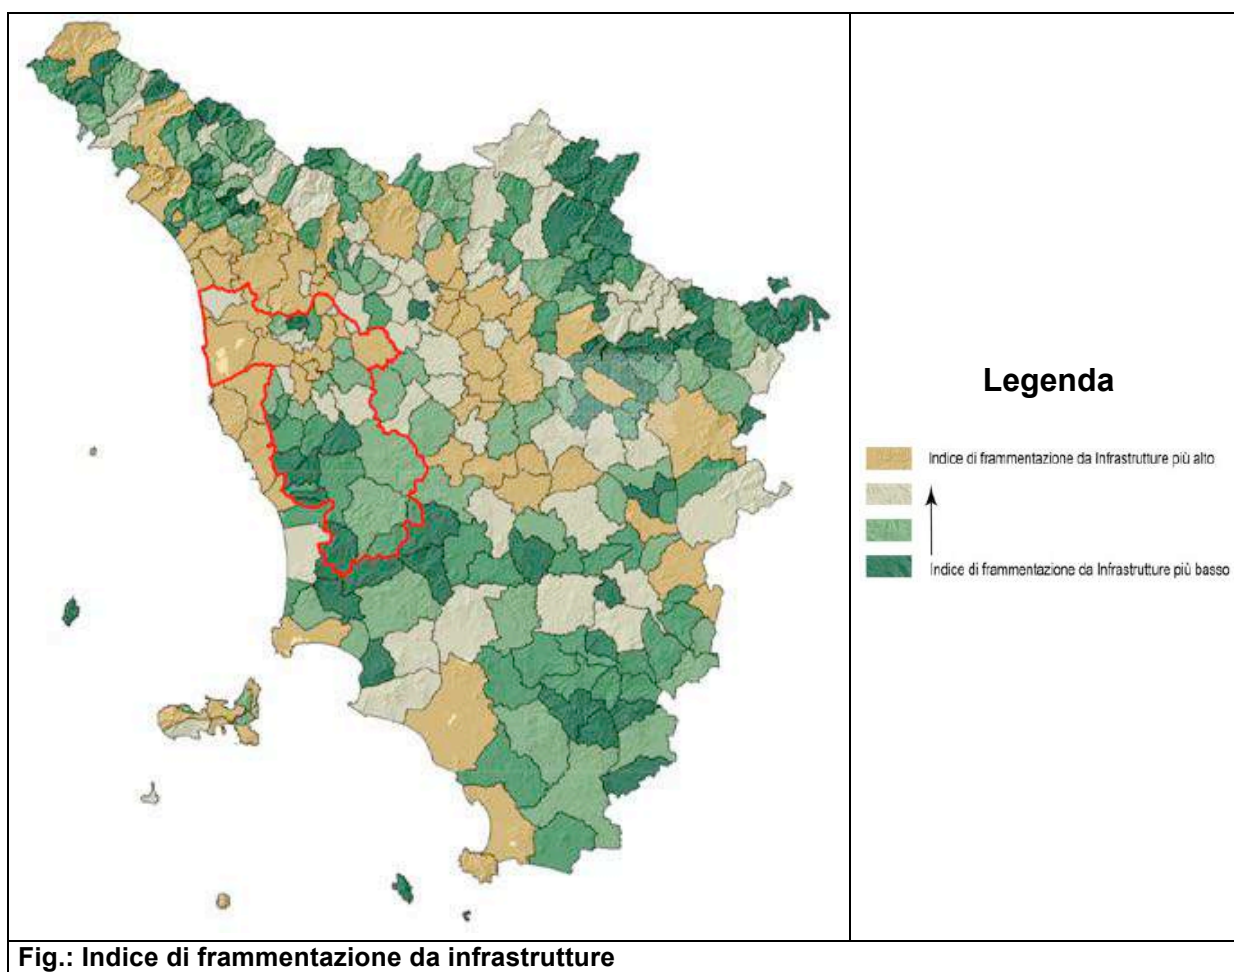 Legenda
Indice di frammentazione da Infrastrutture più alto
Indice di frammentazione da Infrastrutture più basso
Fig.: Indice di frammentazione da infrastrutture